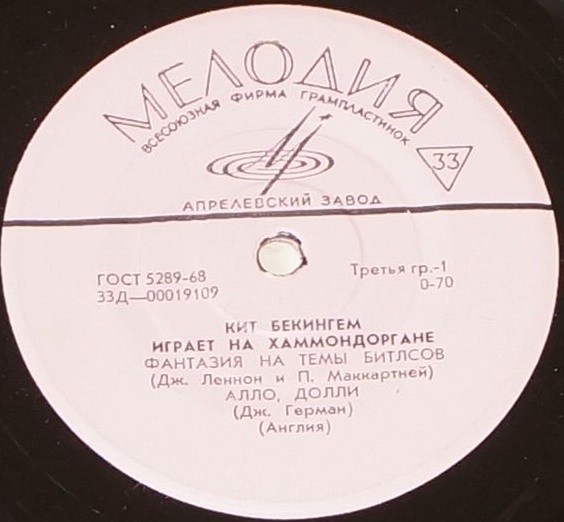 МЕЛОДИЯ
ВСЕСОЮЗНАЯ ФИРМА ГРАМПЛАСТИНОК
33
АПРЕЛЕВСКИЙ ЗАВОД
ГОСТ 5289-68
33Д—00019109
Третья гр.-1
0-70
КИТ БЕКИНГЕМ
ИГРАЕТ НА ХАММОНДОРГАНЕ
ФАНТАЗИЯ НА ТЕМЫ БИТЛСОВ
(Дж. Леннон и П. Маккартней)
АЛЛО, ДОЛЛИ
(Дж. Герман)
(Англия)